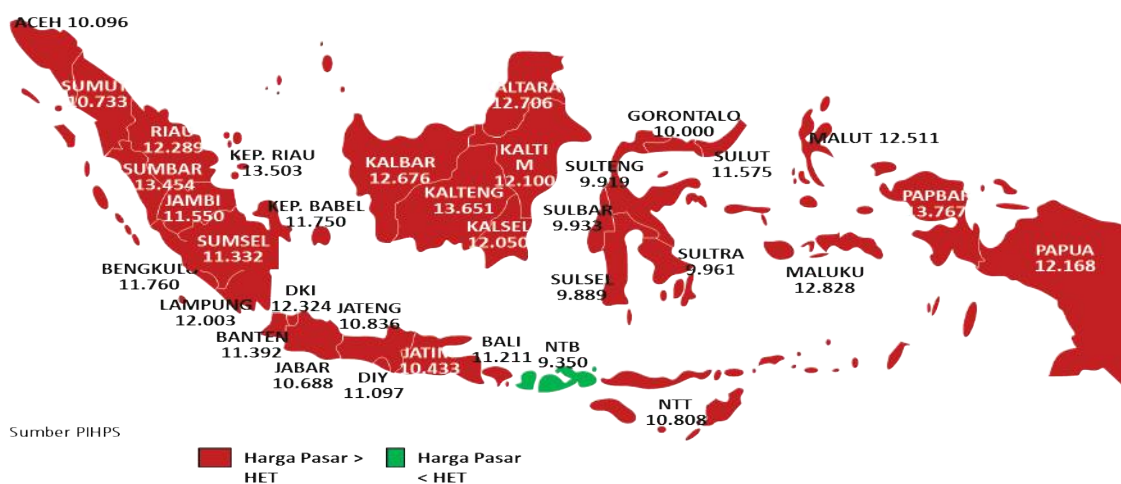 ACEH 10.096
SUMUT
10.733
RIAU
12.289
KEP. RIAU
13.503
SUMBAR
13.454
JAMBI
11.550
KEP. BABEL
11.750
SUMSEL
11.332
BENGKULU
11.760
LAMPUNG
12.003
DKI
12.324
BANTEN
11.392
JATENG
10.836
JABAR
10.688
DIY
11.097
JATIM
10.433
BALI
11.211
NTB
9.350
NTT
10.808
KALBAR
12.676
ALTARA
12.706
KALTI
M
12.100
KALTENG
13.651
KALSEL
12.050
GORONTALO
10.000
SULUT
11.575
SULTENG
9.919
SULBAR
9.933
SULSEL
9.889
SULTRA
9.961
MALUT 12.511
MALUKU
12.828
PAPBAR
13.767
PAPUA
12.168
Sumber PIHPS
Harga Pasar >
HET
Harga Pasar
< HET